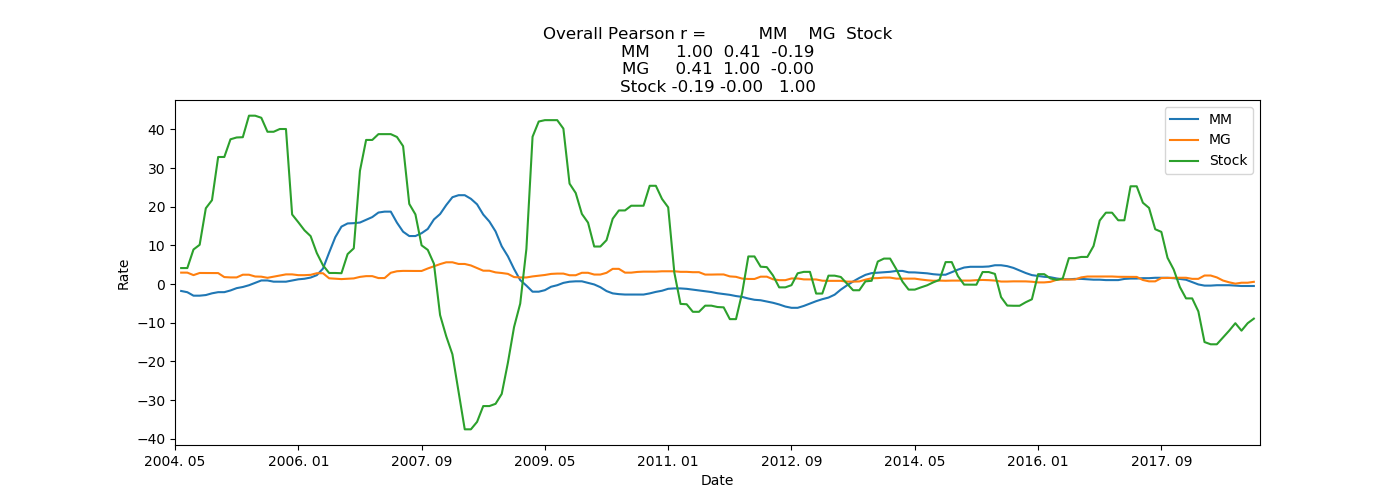 Overall Pearson r = MM MG Stock
MM 1.00 0.41 -0.19
MG 0.41 1.00 -0.00
Stock -0.19 -0.00 1.00
MM
MG
Stock
40
30
20
10
0
−10
−20
−30
−40
Rate
2004. 05 2006. 01 2007. 09 2009. 05 2011. 01 2012. 09 2014. 05 2016. 01 2017. 09
Date